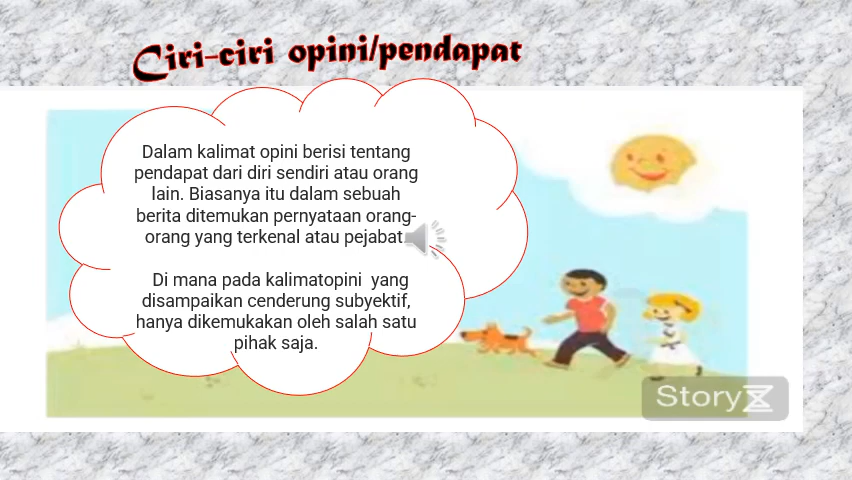 Ciri-ciri opini/pendapat
Dalam kalimat opini berisi tentang
pendapat dari diri sendiri atau orang
lain. Biasanya itu dalam sebuah
berita ditemukan pernyataan orang-
orang yang terkenal atau pejabat.
Di mana pada kalimatopini  yang
disampaikan cenderung subyektif,
hanya dikemukakan oleh salah satu
pihak saja.
StoryZ